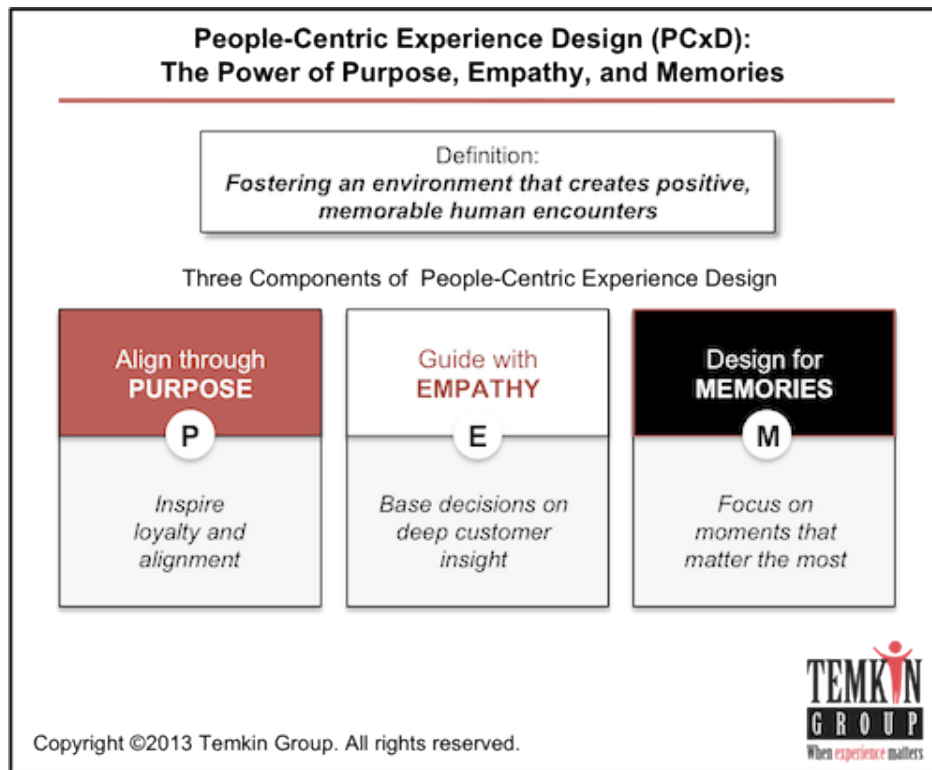 People-Centric Experience Design (PCxD):
The Power of Purpose, Empathy, and Memories
Definition:
Fostering an environment that creates positive,
memorable human encounters
Three Components of People-Centric Experience Design
Align through
PURPOSE
P
Inspire
loyalty and
alignment
Guide with
EMPATHY
E
Base decisions on
deep customer
insight
Design for
MEMORIES
M
Focus on
moments that
matter the most
TEMKIN
GROUP
When experience matters
Copyright ©2013 Temkin Group. All rights reserved.